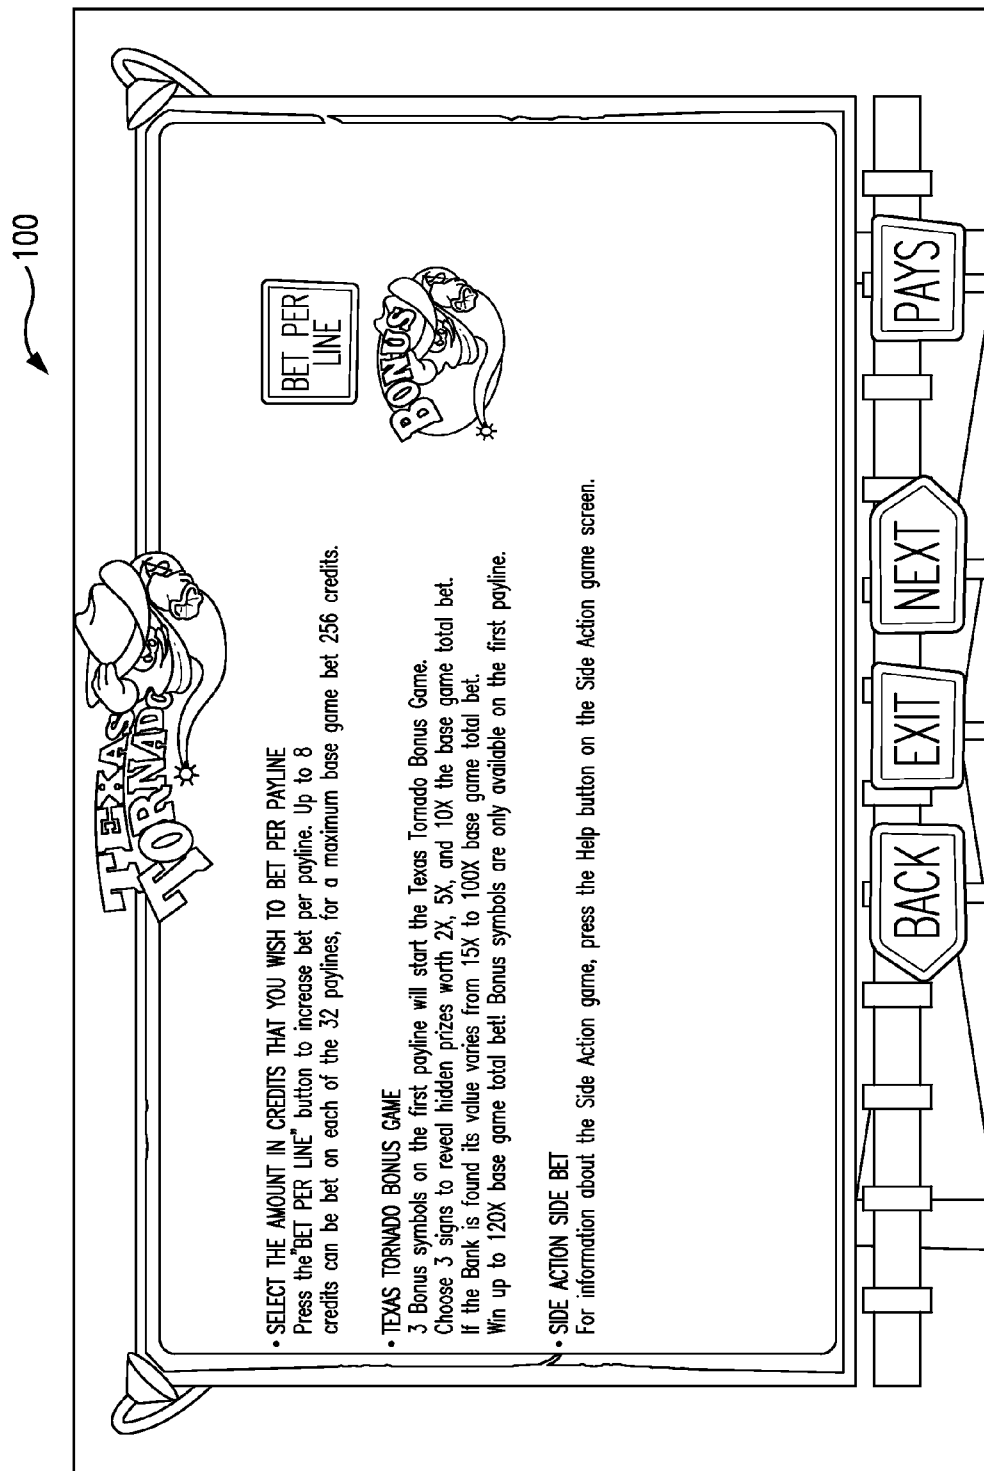 100
TEXAS
TORNADO
• SELECT THE AMOUNT IN CREDITS THAT YOU WISH TO BET PER PAYLINE
Press the"BET PER LINE" button to increase bet per payline. Up to 8
credits can be bet on each of the 32 paylines, for a maximum base game bet 256 credits.
BET PER
LINE
• TEXAS TORNADO BONUS GAME
3 Bonus symbols on the first payline will start the Texas Tornado Bonus Game.
Choose 3 signs to reveal hidden prizes worth 2X, 5X, and 10X the base game total bet.
If the Bank is found its value varies from 15X to 100X base game total bet.
Win up to 120X base game total bet! Bonus symbols are only available on the first payline.
BONUS
$
• SIDE ACTION SIDE BET
For information about the Side Action game, press the Help button on the Side Action game screen.
BACK
EXIT
NEXT
PAYS